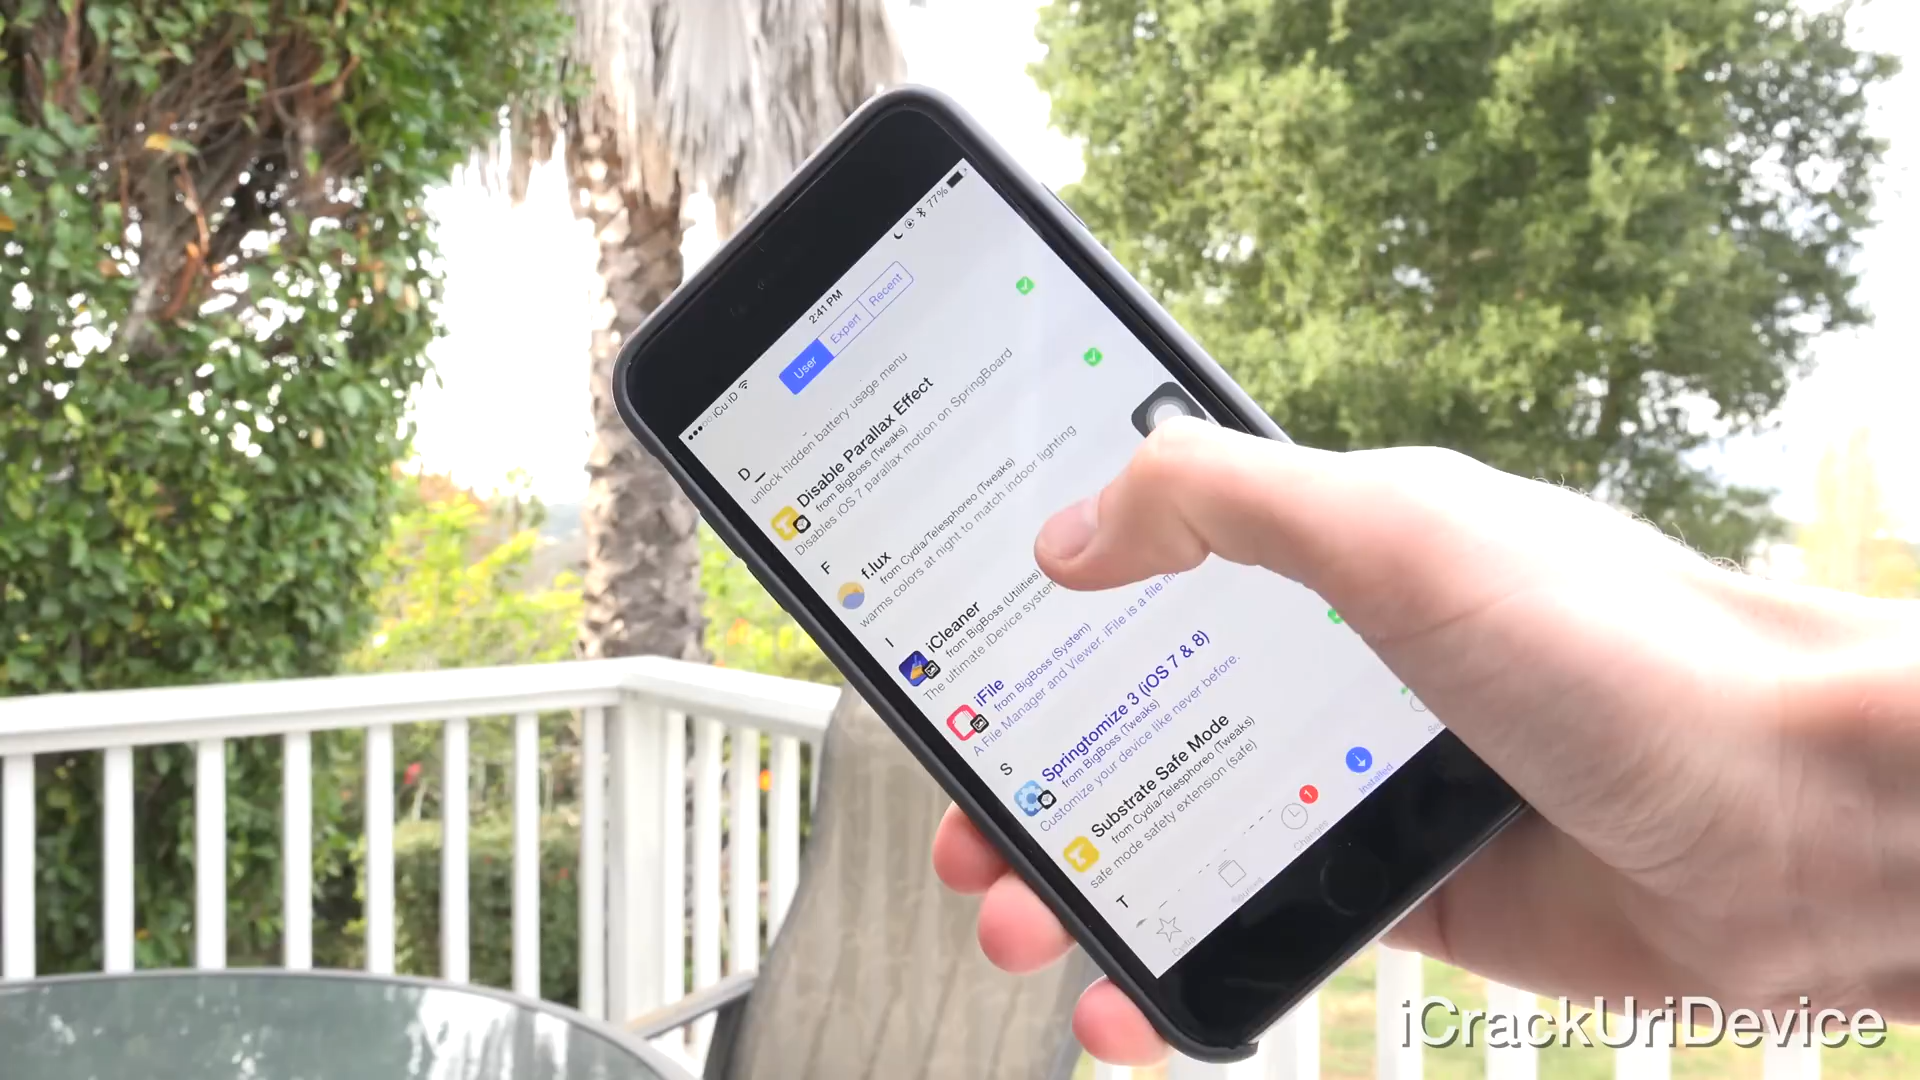 iCu iD
2:41 PM
77%
User
Expert
Recent
unlock hidden battery usage menu
D
Disable Parallax Effect
from BigBoss (Tweaks)
Disables iOS 7 parallax motion on SpringBoard
F
f.lux
from Cydia/Telesphoreo (Tweaks)
warms colors at night to match indoor lighting
I
iCleaner
from BigBoss (Utilities)
The ultimate iDevice system
iFile
from BigBoss (System)
A File Manager and Viewer. iFile is a file
S
Springtomize 3 (iOS 7 & 8)
from BigBoss (Tweaks)
Customize your device like never before.
Substrate Safe Mode
from Cydia/Telesphoreo (Tweaks)
safe mode safety extension (safe)
T
Cydia
Sources
Changes
1
Installed
iCrackUriDevice